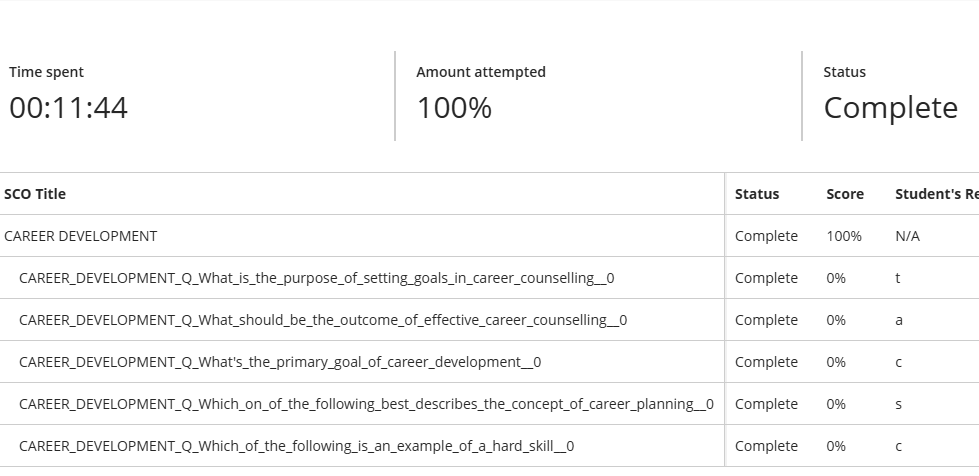 Time spent Amount attempted Status
00:11:44 100% Complete
SCO Title Status Score Student's Re
CAREER DEVELOPMENT Complete 100% N/A
CAREER_DEVELOPMENT_Q_What_is_the_purpose_of_setting_goals_in_career_counselling__0 Complete 0% t
CAREER_DEVELOPMENT_Q_What_should_be_the_outcome_of_effective_career_counselling__0 Complete 0% a
CAREER_DEVELOPMENT_Q_What's_the_primary_goal_of_career_development__0 Complete 0% c
CAREER_DEVELOPMENT_Q_Which_on_of_the_following_best_describes_the_concept_of_career_planning__0 Complete 0% s
CAREER_DEVELOPMENT_Q_Which_of_the_following_is_an_example_of_a_hard_skill__0 Complete 0% c